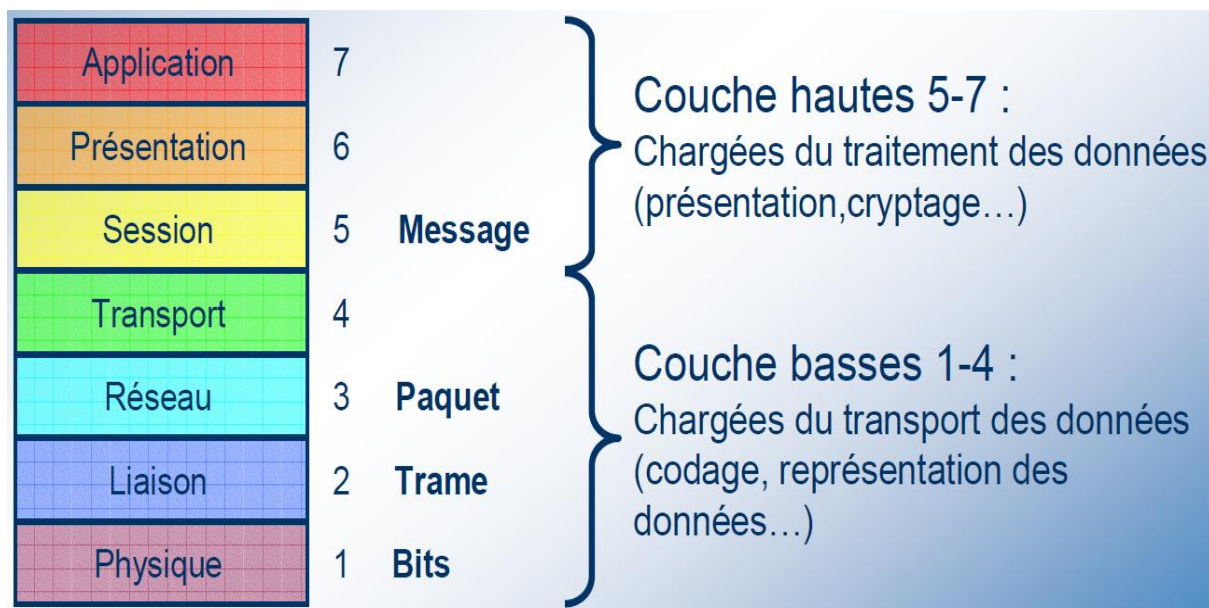 Application 7
Présentation 6
Session 5 Message
Transport 4
Réseau 3 Paquet
Liaison 2 Trame
Physique 1 Bits
Couche hautes 5-7 :
Chargées du traitement des données
(présentation,cryptage…)
Couche basses 1-4 :
Chargées du transport des données
(codage, représentation des
données…)